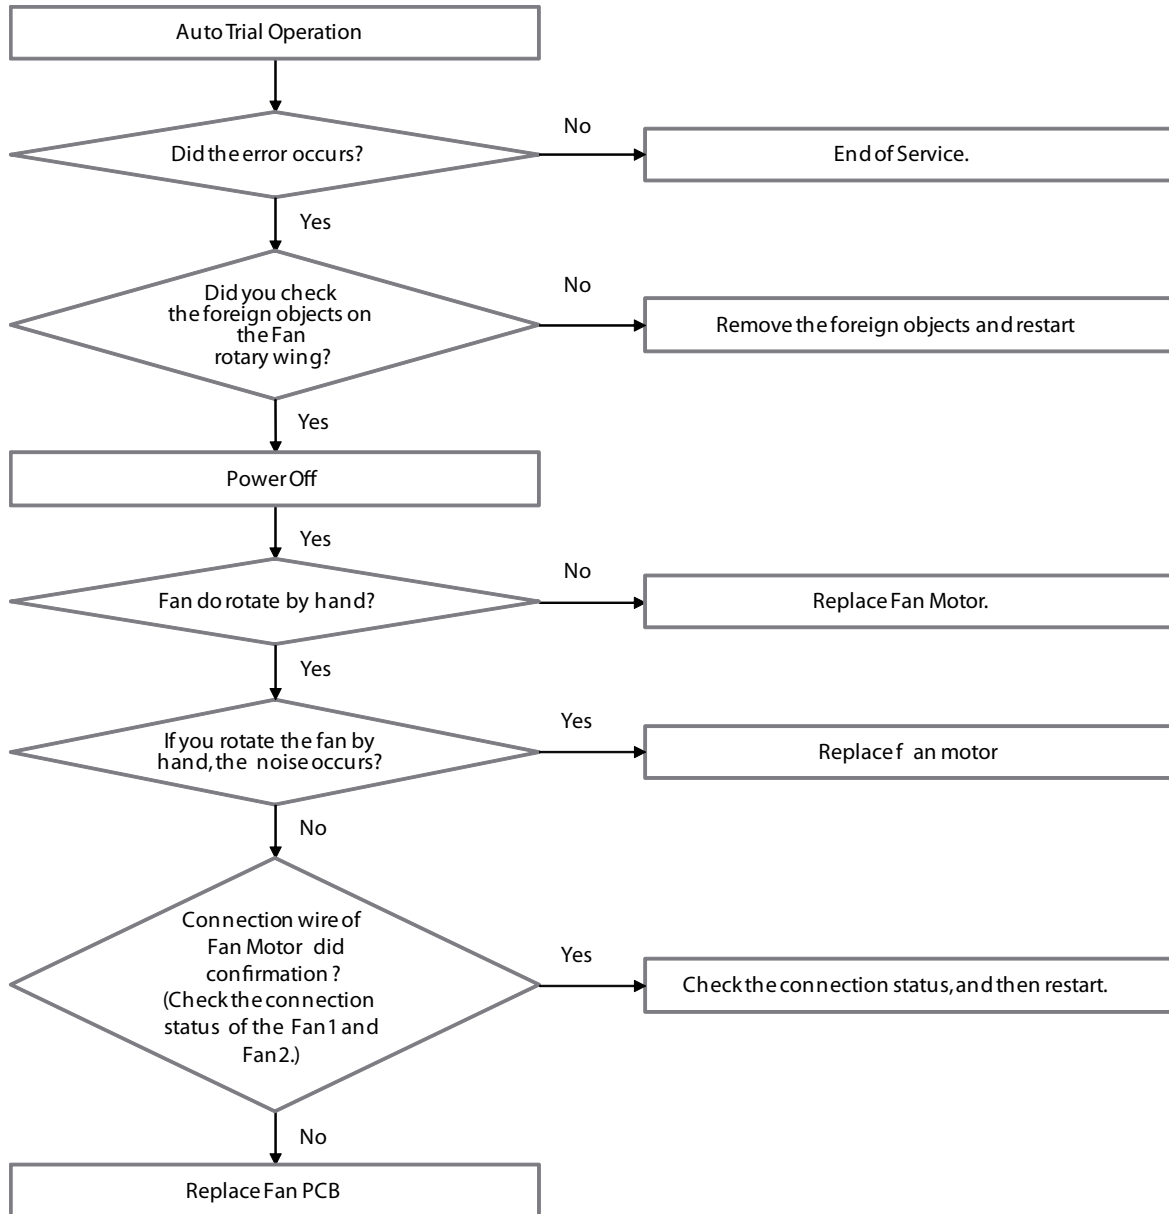 Auto Trial Operation
Did the error occurs?
No
End of Service.
Yes
Did you check
the foreign objects on
the Fan
rotary wing?
No
Remove the foreign objects and restart
Yes
Power Off
Yes
Fan do rotate by hand?
No
Replace Fan Motor.
Yes
If you rotate the fan by
hand, the noise occurs?
Yes
Replace f an motor
No
Connection wire of
Fan Motor did
confirmation ?
(Check the connection
status of the Fan1 and
Fan2.)
Yes
Check the connection status, and then restart.
No
Replace Fan PCB